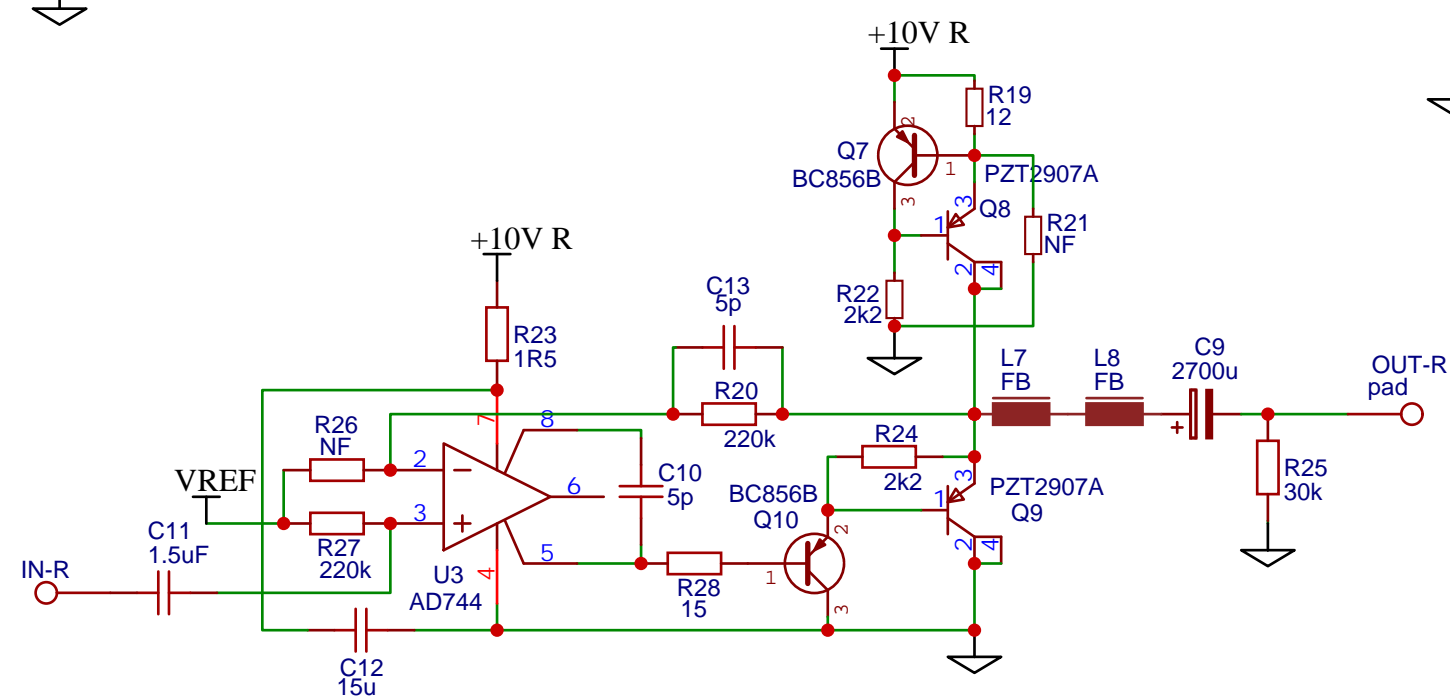 +10V R
R19
12
2
Q7
BC856B
1
PZT2907A
3
3
Q8
1
R21
NF
2
4
R22
2k2
+10V R
C13
5p
R23
1R5
R20
220k
L7
FB
L8
FB
C9
2700u
+
OUT-R
pad
7
8
R26
NF
2
−
VREF
6
C10
5p
R24
2k2
3
PZT2907A
Q9
1
BC856B
Q10
2
R25
30k
3
+
R27
220k
C11
1.5uF
5
2
4
IN-R
U3
AD744
4
R28
15
1
3
C12
15u